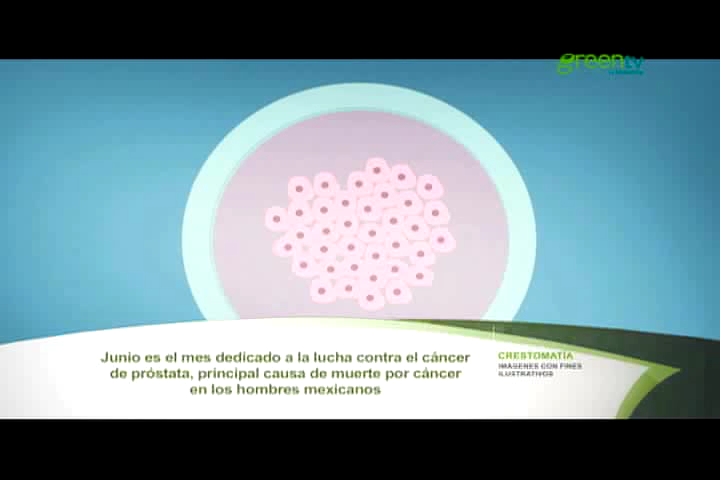 greentv
Junio es el mes dedicado a la lucha contra el cáncer
de próstata, principal causa de muerte por cáncer
en los hombres mexicanos
CRESTOMATÍA
IMÁGENES CON FINES
ILUSTRATIVOS